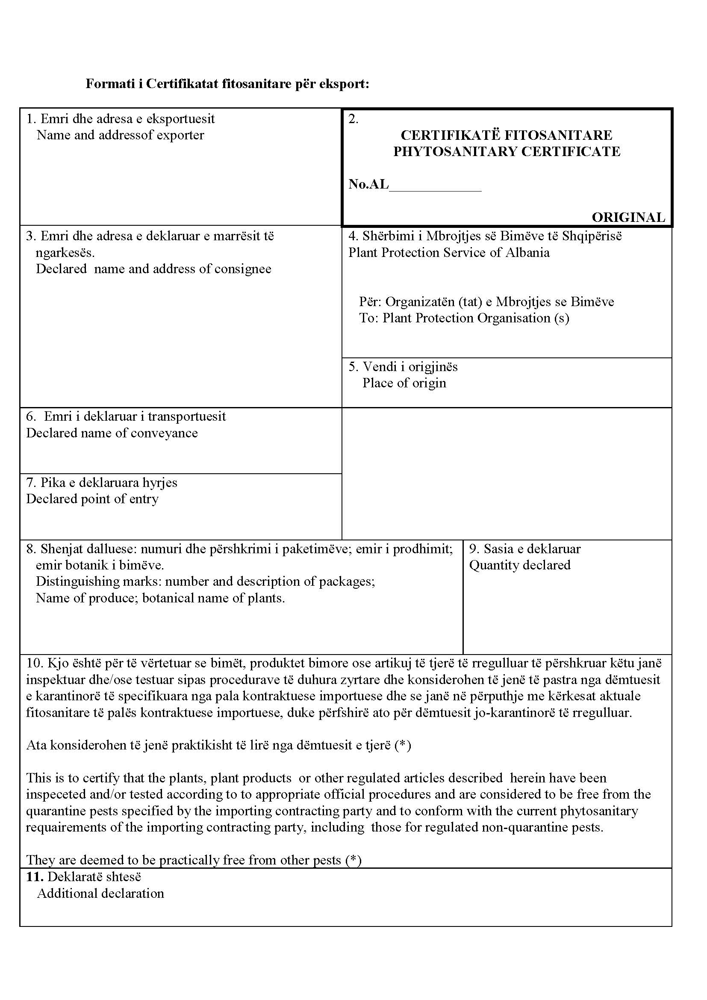 Formati i Certifikatat fitosanitare për eksport:
1. Emri dhe adresa e eksportuesit
Name and addressof exporter
2.
CERTIFIKATË FITOSANITARE
PHYTOSANITARY CERTIFICATE
No.AL_____________
ORIGINAL
3. Emri dhe adresa e deklaruar e marrësit të
ngarkesës.
Declared name and address of consignee
4. Shërbimi i Mbrojtjes së Bimëve të Shqipërisë
Plant Protection Service of Albania
Për: Organizatën (tat) e Mbrojtjes se Bimëve
To: Plant Protection Organisation (s)
5. Vendi i origjinës
Place of origin
6. Emri i deklaruar i transportuesit
Declared name of conveyance
7. Pika e deklaruara hyrjes
Declared point of entry
8. Shenjat dalluese: numuri dhe përshkrimi i paketimëve; emir i prodhimit;
emir botanik i bimëve.
Distinguishing marks: number and description of packages;
Name of produce; botanical name of plants.
9. Sasia e deklaruar
Quantity declared
10. Kjo është për të vërtetuar se bimët, produktet bimore ose artikuj të tjerë të rregulluar të përshkruar këtu janë
inspektuar dhe/ose testuar sipas procedurave të duhura zyrtare dhe konsiderohen të jenë të pastra nga dëmtuesit
e karantinorë të specifikuara nga pala kontraktuese importuese dhe se janë në përputhje me kërkesat aktuale
fitosanitare të palës kontraktuese importuese, duke përfshirë ato për dëmtuesit jo-karantinorë të rregulluar.
Ata konsiderohen të jenë praktikisht të lirë nga dëmtuesit e tjerë (*)
This is to certify that the plants, plant products or other regulated articles described herein have been
inspeceted and/or tested according to to appropriate official procedures and are considered to be free from the
quarantine pests specified by the importing contracting party and to conform with the current phytosanitary
requairements of the importing contracting party, including those for regulated non-quarantine pests.
They are deemed to be practically free from other pests (*)
11. Deklaratë shtesë
Additional declaration